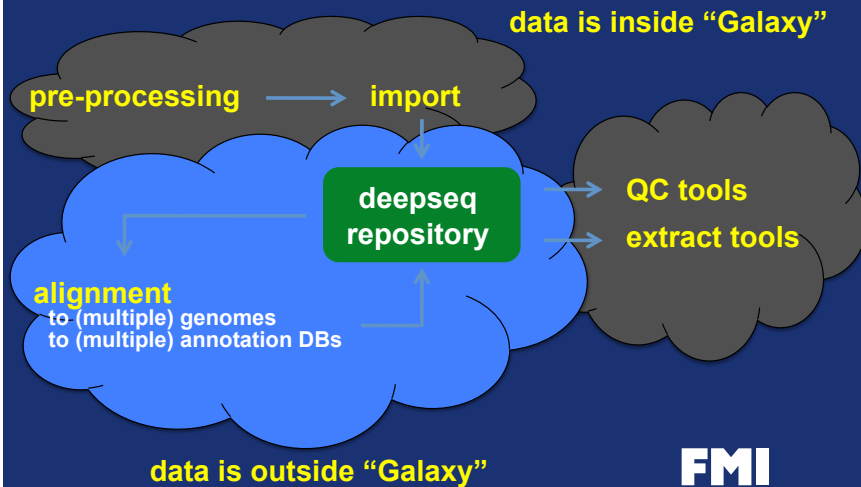 data is inside “Galaxy”
pre-processing
import
deepseq
repository
QC tools
extract tools
alignment
to (multiple) genomes
to (multiple) annotation DBs
data is outside “Galaxy”
FMI